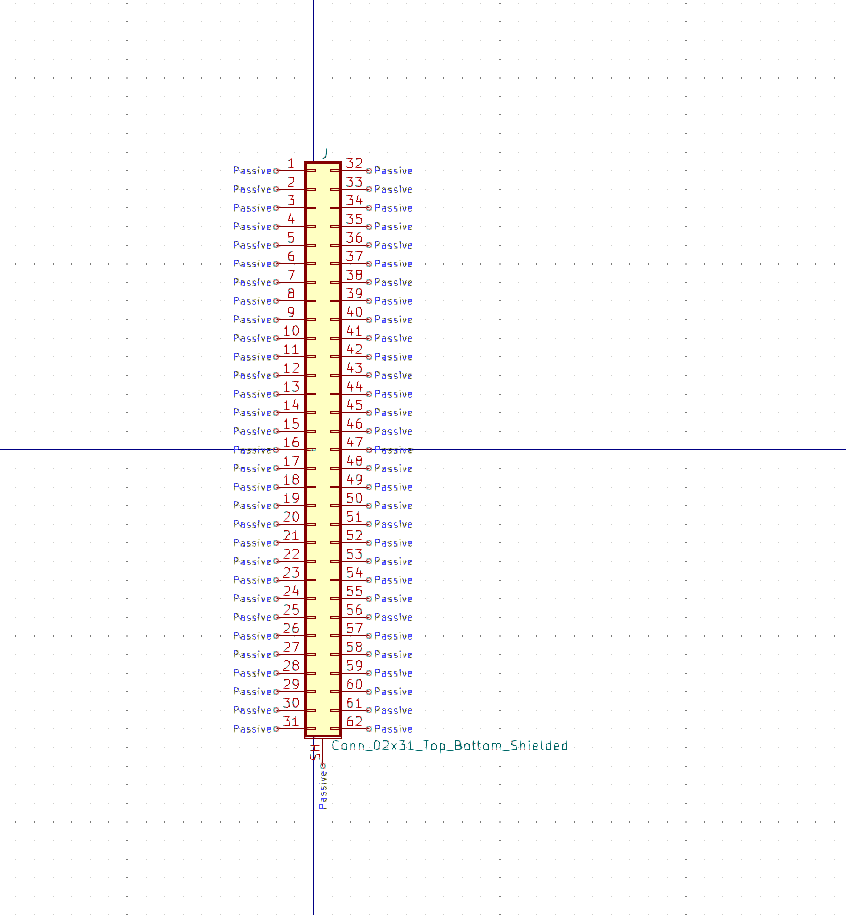 J
Passive 1 32 Passive
Passive 2 33 Passive
Passive 3 34 Passive
Passive 4 35 Passive
Passive 5 36 Passive
Passive 6 37 Passive
Passive 7 38 Passive
Passive 8 39 Passive
Passive 9 40 Passive
Passive 10 41 Passive
Passive 11 42 Passive
Passive 12 43 Passive
Passive 13 44 Passive
Passive 14 45 Passive
Passive 15 46 Passive
Passive 16 47 Passive
Passive 17 48 Passive
Passive 18 49 Passive
Passive 19 50 Passive
Passive 20 51 Passive
Passive 21 52 Passive
Passive 22 53 Passive
Passive 23 54 Passive
Passive 24 55 Passive
Passive 25 56 Passive
Passive 26 57 Passive
Passive 27 58 Passive
Passive 28 59 Passive
Passive 29 60 Passive
Passive 30 61 Passive
Passive 31 62 Passive
SH Conn_02x31_Top_Bottom_Shielded
Passive